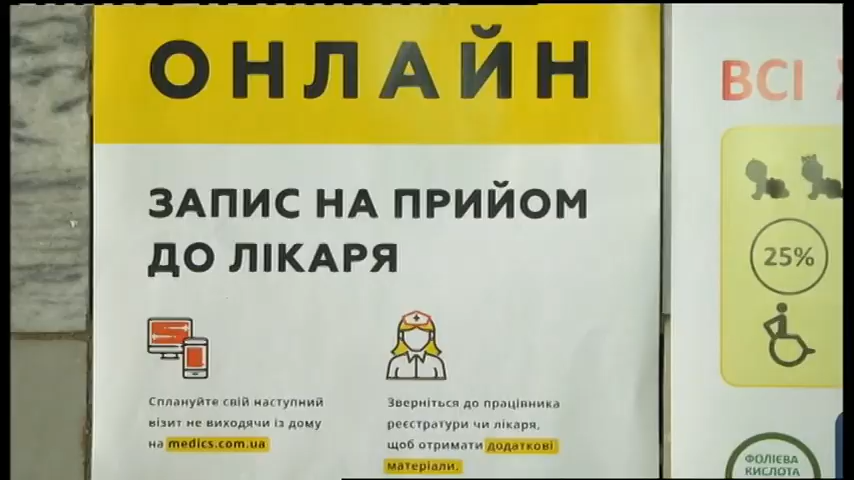 ОНЛАЙН
ЗАПИС НА ПРИЙОМ
ДО ЛІКАРЯ
Сплануйте свій наступний
візит не виходячи із дому
на medics.com.ua
Зверніться до працівника
реєстратури чи лікаря,
щоб отримати додаткові
матеріали,
ВСІ
25%
ФОЛІЄВА
КИСЛОТА